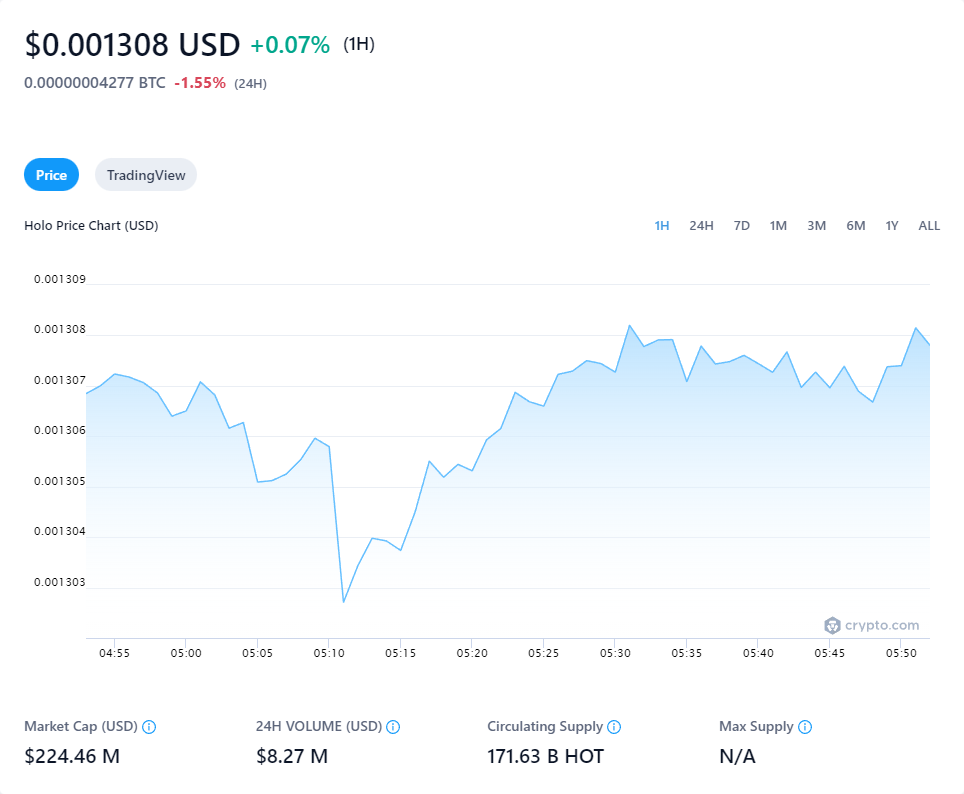 $0.001308 USD +0.07% (1H)
0.00000004277 BTC -1.55% (24H)
Price TradingView
Holo Price Chart (USD) 1H 24H 7D 1M 3M 6M 1Y ALL
0.001309
0.001308
0.001307
0.001306
0.001305
0.001304
0.001303
crypto.com
04:55 05:00 05:05 05:10 05:15 05:20 05:25 05:30 05:35 05:40 05:45 05:50
Market Cap (USD) 24H VOLUME (USD) Circulating Supply Max Supply
$224.46 M $8.27 M 171.63 B HOT N/A